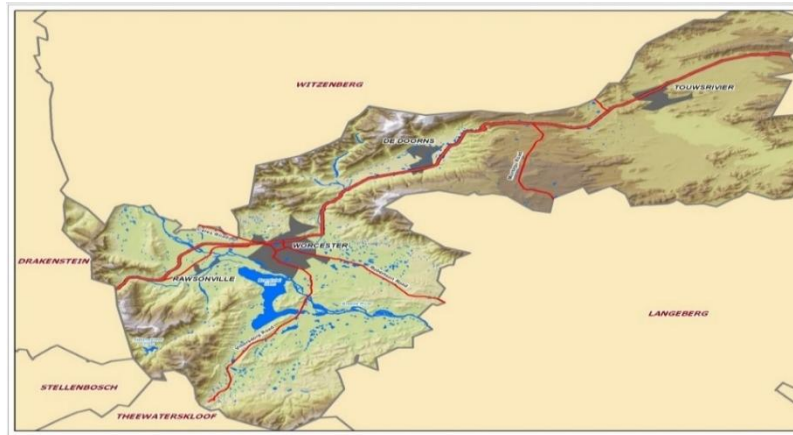 WITZENBERG
TOUWSRIVIER
DE DOORNS
WORCESTER
DRAKENSTEIN
RAWSONVILLE
LANGEBERG
STELLENBOSCH
THEEWATERSKLOOF